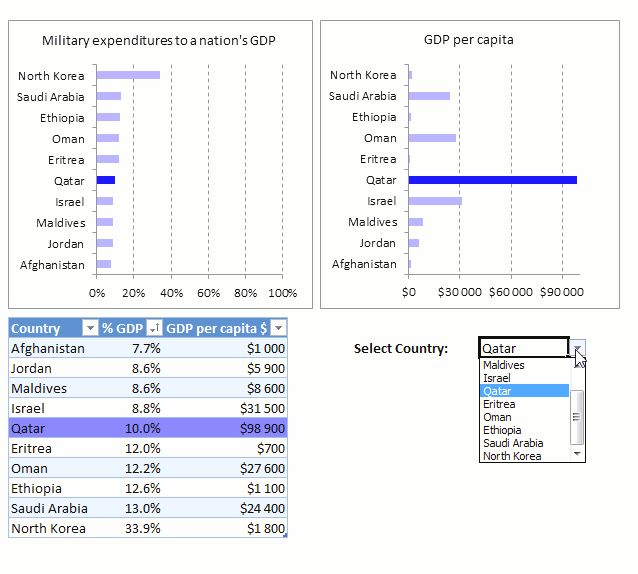 Military expenditures to a nation's GDP
North Korea
Saudi Arabia
Ethiopia
Oman
Eritrea
Qatar
Israel
Maldives
Jordan
Afghanistan
0% 20% 40% 60% 80% 100%
GDP per capita
North Korea
Saudi Arabia
Ethiopia
Oman
Eritrea
Qatar
Israel
Maldives
Jordan
Afghanistan
$0 $30 000 $60 000 $90 000
Country % GDP GDP per capita $
Afghanistan 7.7% $1 000
Jordan 8.6% $5 900
Maldives 8.6% $8 600
Israel 8.8% $31 500
Qatar 10.0% $98 900
Eritrea 12.0% $700
Oman 12.2% $27 600
Ethiopia 12.6% $1 100
Saudi Arabia 13.0% $24 400
North Korea 33.9% $1 800
Select Country: Qatar
Maldives
Israel
Qatar
Eritrea
Oman
Ethiopia
Saudi Arabia
North Korea